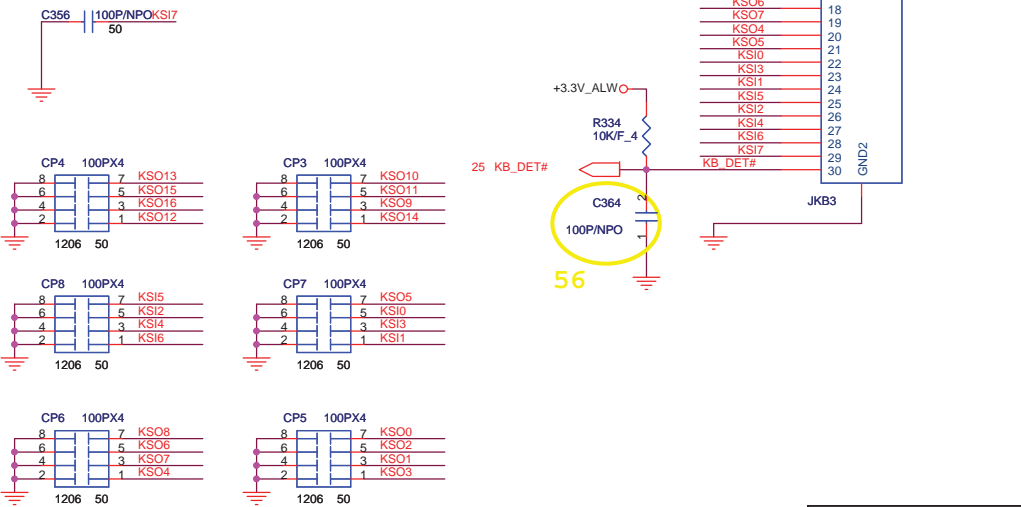 C356 100P/NPO KSI7
50
KSO6
18
KSO7 19
KSO4 20
KSO5 21
KSI0 22
KSI3 23
KSI1 24
KSI5 25
KSI2 26
KSI4 27
KSI6 28
KSI7 29
KB_DET# 30
GND2
JKB3
+3.3V_ALW
R334
10K/F_4
25 KB_DET#
2
C364
100P/NPO
1
56
CP4 100PX4
8 7 KSO13
6 5 KSO15
4 3 KSO16
2 1 KSO12
1206 50
CP3 100PX4
8 7 KSO10
6 5 KSO11
4 3 KSO9
2 1 KSO14
1206 50
CP8 100PX4
8 7 KSI5
6 5 KSI2
4 3 KSI4
2 1 KSI6
1206 50
CP7 100PX4
8 7 KSO5
6 5 KSI0
4 3 KSI3
2 1 KSI1
1206 50
CP6 100PX4
8 7 KSO8
6 5 KSO6
4 3 KSO7
2 1 KSO4
1206 50
CP5 100PX4
8 7 KSO0
6 5 KSO2
4 3 KSO1
2 1 KSO3
1206 50